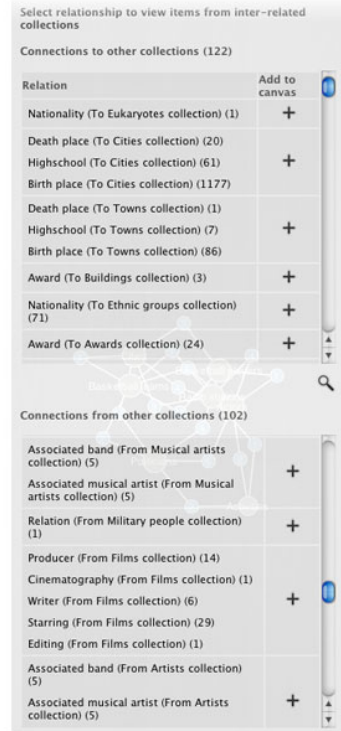 Select relationship to view items from inter-related
collections
Connections to other collections (122)
Relation
Add to
canvas
Nationality (To Eukaryotes collection) (1)
+
Death place (To Cities collection) (20)
Highschool (To Cities collection) (61)
+
Birth place (To Cities collection) (1177)
Death place (To Towns collection) (1)
Highschool (To Towns collection) (7)
+
Birth place (To Towns collection) (86)
Award (To Buildings collection) (3)
+
Nationality (To Ethnic groups collection)
(71)
+
Award (To Awards collection) (24)
+
Connections from other collections (102)
Associated band (From Musical artists
collection) (5)
+
Associated musical artist (From Musical
artists collection) (5)
Relation (From Military people collection)
(1)
+
Producer (From Films collection) (14)
Cinematography (From Films collection) (1)
Writer (From Films collection) (6)
+
Starring (From Films collection) (29)
Editing (From Films collection) (1)
Associated band (From Artists collection)
(5)
Associated musical artist (From Artists
collection) (5)
+